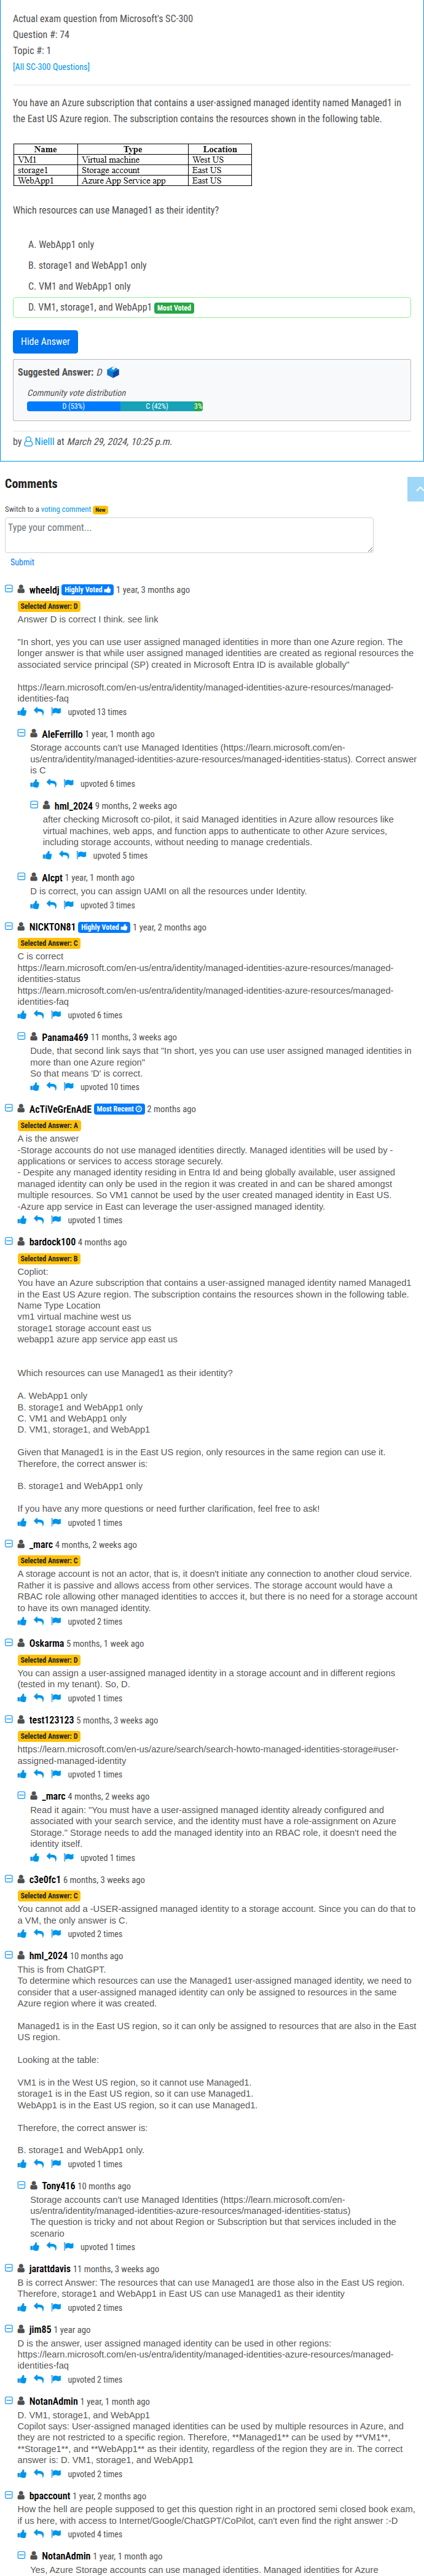 Actual exam question from Microsoft's SC-300
Question #: 74
Topic #: 1
[All SC-300 Questions]
You have an Azure subscription that contains a user-assigned managed identity named Managed1 in
the East US Azure region. The subscription contains the resources shown in the following table.
Name Type Location
VM1 Virtual machine West US
storage1 Storage account East US
WebApp1 Azure App Service app East US
Which resources can use Managed1 as their identity?
A. WebApp1 only
B. storage1 and WebApp1 only
C. VM1 and WebApp1 only
D. VM1, storage1, and WebApp1 Most Voted
Hide Answer
Suggested Answer: D
Community vote distribution
D (53%) C (42%) 3%
by Nielll at March 29, 2024, 10:25 p.m.
Comments
Switch to a voting comment New
Type your comment...
Submit
wheeldj Highly Voted 1 year, 3 months ago
Selected Answer: D
Answer D is correct I think. see link
"In short, yes you can use user assigned managed identities in more than one Azure region. The
longer answer is that while user assigned managed identities are created as regional resources the
associated service principal (SP) created in Microsoft Entra ID is available globally"
https://learn.microsoft.com/en-us/entra/identity/managed-identities-azure-resources/managed-
identities-faq
upvoted 13 times
AleFerrillo 1 year, 1 month ago
Storage accounts can't use Managed Identities (https://learn.microsoft.com/en-
us/entra/identity/managed-identities-azure-resources/managed-identities-status). Correct answer
is C
upvoted 6 times
hml_2024 9 months, 2 weeks ago
after checking Microsoft co-pilot, it said Managed identities in Azure allow resources like
virtual machines, web apps, and function apps to authenticate to other Azure services,
including storage accounts, without needing to manage credentials.
upvoted 5 times
Alcpt 1 year, 1 month ago
D is correct, you can assign UAMI on all the resources under Identity.
upvoted 3 times
NICKTON81 Highly Voted 1 year, 2 months ago
Selected Answer: C
C is correct
https://learn.microsoft.com/en-us/entra/identity/managed-identities-azure-resources/managed-
identities-status
https://learn.microsoft.com/en-us/entra/identity/managed-identities-azure-resources/managed-
identities-faq
upvoted 6 times
Panama469 11 months, 3 weeks ago
Dude, that second link says that "In short, yes you can use user assigned managed identities in
more than one Azure region"
So that means 'D' is correct.
upvoted 10 times
AcTiVeGrEnAdE Most Recent 2 months ago
Selected Answer: A
A is the answer
-Storage accounts do not use managed identities directly. Managed identities will be used by -
applications or services to access storage securely.
- Despite any managed identity residing in Entra Id and being globally available, user assigned
managed identity can only be used in the region it was created in and can be shared amongst
multiple resources. So VM1 cannot be used by the user created managed identity in East US.
-Azure app service in East can leverage the user-assigned managed identity.
upvoted 1 times
bardock100 4 months ago
Selected Answer: B
Copliot:
You have an Azure subscription that contains a user-assigned managed identity named Managed1
in the East US Azure region. The subscription contains the resources shown in the following table.
Name Type Location
vm1 virtual machine west us
storage1 storage account east us
webapp1 azure app service app east us
Which resources can use Managed1 as their identity?
A. WebApp1 only
B. storage1 and WebApp1 only
C. VM1 and WebApp1 only
D. VM1, storage1, and WebApp1
Given that Managed1 is in the East US region, only resources in the same region can use it.
Therefore, the correct answer is:
B. storage1 and WebApp1 only
If you have any more questions or need further clarification, feel free to ask!
upvoted 1 times
_marc 4 months, 2 weeks ago
Selected Answer: C
A storage account is not an actor, that is, it doesn't initiate any connection to another cloud service.
Rather it is passive and allows access from other services. The storage account would have a
RBAC role allowing other managed identities to accces it, but there is no need for a storage account
to have its own managed identity.
upvoted 2 times
Oskarma 5 months, 1 week ago
Selected Answer: D
You can assign a user-assigned managed identity in a storage account and in different regions
(tested in my tenant). So, D.
upvoted 1 times
test123123 5 months, 3 weeks ago
Selected Answer: D
https://learn.microsoft.com/en-us/azure/search/search-howto-managed-identities-storage#user-
assigned-managed-identity
upvoted 1 times
_marc 4 months, 2 weeks ago
Read it again: "You must have a user-assigned managed identity already configured and
associated with your search service, and the identity must have a role-assignment on Azure
Storage." Storage needs to add the managed identity into an RBAC role, it doesn't need the
identity itself.
upvoted 1 times
c3e0fc1 6 months, 3 weeks ago
Selected Answer: C
You cannot add a -USER-assigned managed identity to a storage account. Since you can do that to
a VM, the only answer is C.
upvoted 2 times
hml_2024 10 months ago
This is from ChatGPT.
To determine which resources can use the Managed1 user-assigned managed identity, we need to
consider that a user-assigned managed identity can only be assigned to resources in the same
Azure region where it was created.
Managed1 is in the East US region, so it can only be assigned to resources that are also in the East
US region.
Looking at the table:
VM1 is in the West US region, so it cannot use Managed1.
storage1 is in the East US region, so it can use Managed1.
WebApp1 is in the East US region, so it can use Managed1.
Therefore, the correct answer is:
B. storage1 and WebApp1 only.
upvoted 1 times
Tony416 10 months ago
Storage accounts can't use Managed Identities (https://learn.microsoft.com/en-
us/entra/identity/managed-identities-azure-resources/managed-identities-status)
The question is tricky and not about Region or Subscription but that services included in the
scenario
upvoted 1 times
jarattdavis 11 months, 3 weeks ago
B is correct Answer: The resources that can use Managed1 are those also in the East US region.
Therefore, storage1 and WebApp1 in East US can use Managed1 as their identity
upvoted 2 times
jim85 1 year ago
D is the answer, user assigned managed identity can be used in other regions:
https://learn.microsoft.com/en-us/entra/identity/managed-identities-azure-resources/managed-
identities-faq
upvoted 2 times
NotanAdmin 1 year, 1 month ago
D. VM1, storage1, and WebApp1
Copilot says: User-assigned managed identities can be used by multiple resources in Azure, and
they are not restricted to a specific region. Therefore, **Managed1** can be used by **VM1**,
**Storage1**, and **WebApp1** as their identity, regardless of the region they are in. The correct
answer is: D. VM1, storage1, and WebApp1
upvoted 2 times
bpaccount 1 year, 2 months ago
How the hell are people supposed to get this question right in an proctored semi closed book exam,
if us here, with access to Internet/Google/ChatGPT/CoPilot, can't even find the right answer :-D
upvoted 4 times
NotanAdmin 1 year, 1 month ago
Yes, Azure Storage accounts can use managed identities. Managed identities for Azure